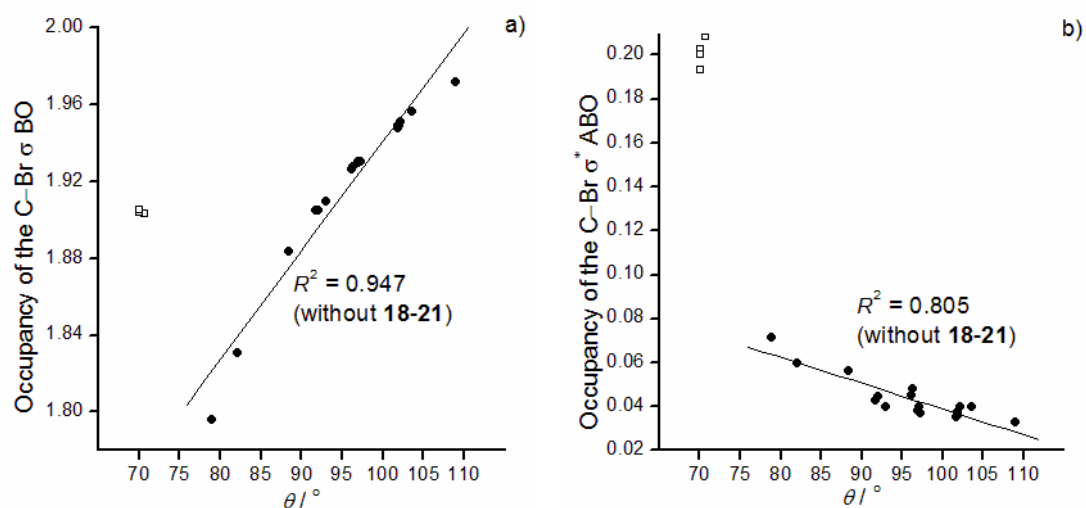 a)
Occupancy of the C–Br σ BO
2.00
1.96
1.92
1.88
1.84
1.80
R² = 0.947
(without 18-21)
70 75 80 85 90 95 100 105 110
θ / °
b)
Occupancy of the C–Br σ* ABO
0.20
0.18
0.16
0.14
0.12
0.10
0.08
0.06
0.04
0.02
R² = 0.805
(without 18-21)
70 75 80 85 90 95 100 105 110
θ / °